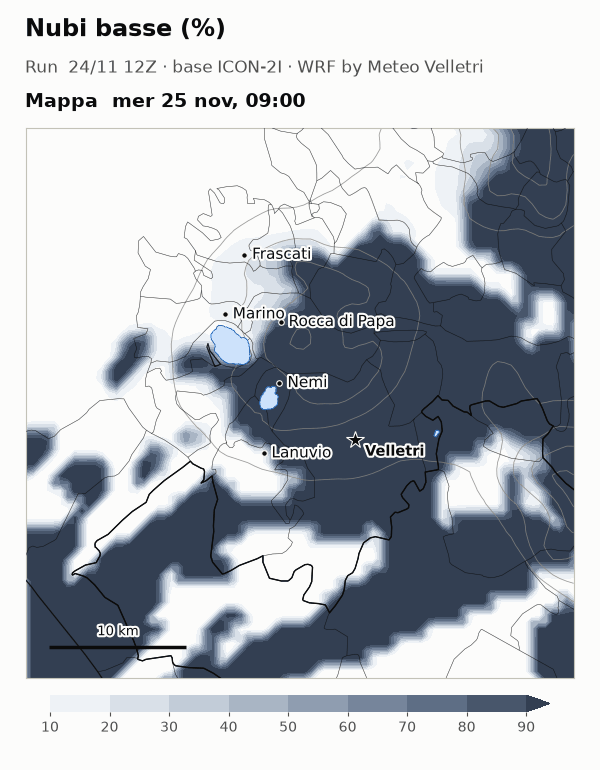 Nubi basse (%)
Run  24/11 12Z · base ICON-2I · WRF by Meteo Velletri
Mappa  mer 25 nov, 09:00
Frascati
Marino
Rocca di Papa
Nemi
Velletri
Lanuvio
10 km
10 20 30 40 50 60 70 80 90